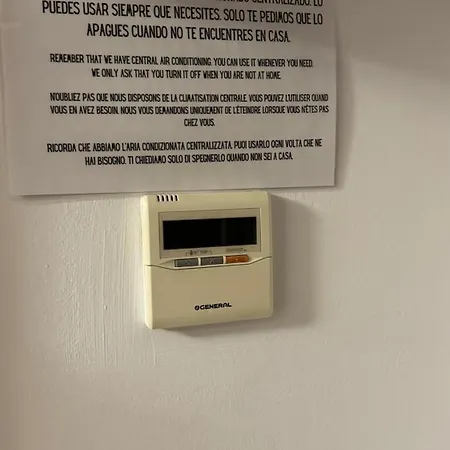 CENTRALIZADO. LO
PUEDES USAR SIEMPRE QUE NECESITES. SOLO TE PEDIMOS QUE LO
APAGUES CUANDO NO TE ENCUENTRES EN CASA.
REMEMBER THAT WE HAVE CENTRAL AIR CONDITIONING. YOU CAN USE IT WHENEVER YOU NEED.
WE ONLY ASK THAT YOU TURN IT OFF WHEN YOU ARE NOT AT HOME.
N'OUBLIEZ PAS QUE NOUS DISPOSONS DE LA CLIMATISATION CENTRALE. VOUS POUVEZ L'UTILISER QUAND
VOUS EN AVEZ BESOIN. NOUS VOUS DEMANDONS UNIQUEMENT DE L'ÉTEINDRE LORSQUE VOUS N'ÊTES PAS
CHEZ VOUS.
RICORDA CHE ABBIAMO L'ARIA CONDIZIONATA CENTRALIZZATA. PUOI USARLO OGNI VOLTA CHE NE
HAI BISOGNO. TI CHIEDIAMO SOLO DI SPEGNERLO QUANDO NON SEI A CASA.
GENERAL